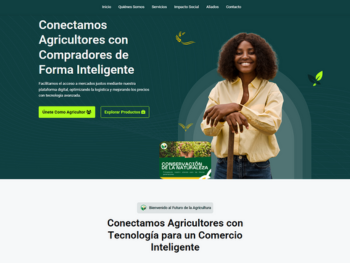 Inicio Quiénes Somos Servicios Impacto Social Aliados Contacto
Conectamos
Agricultores con
Compradores de
Forma Inteligente
Facilitamos el acceso a mercados justos mediante nuestra
plataforma digital, optimizando la logística y mejorando los precios
con tecnología avanzada.
Únete Como Agricultor
Explorar Productos
CONSERVACIÓN
DE LA NATURALEZA
Bienvenido al Futuro de la Agricultura
Conectamos Agricultores con
Tecnología para un Comercio
Inteligente